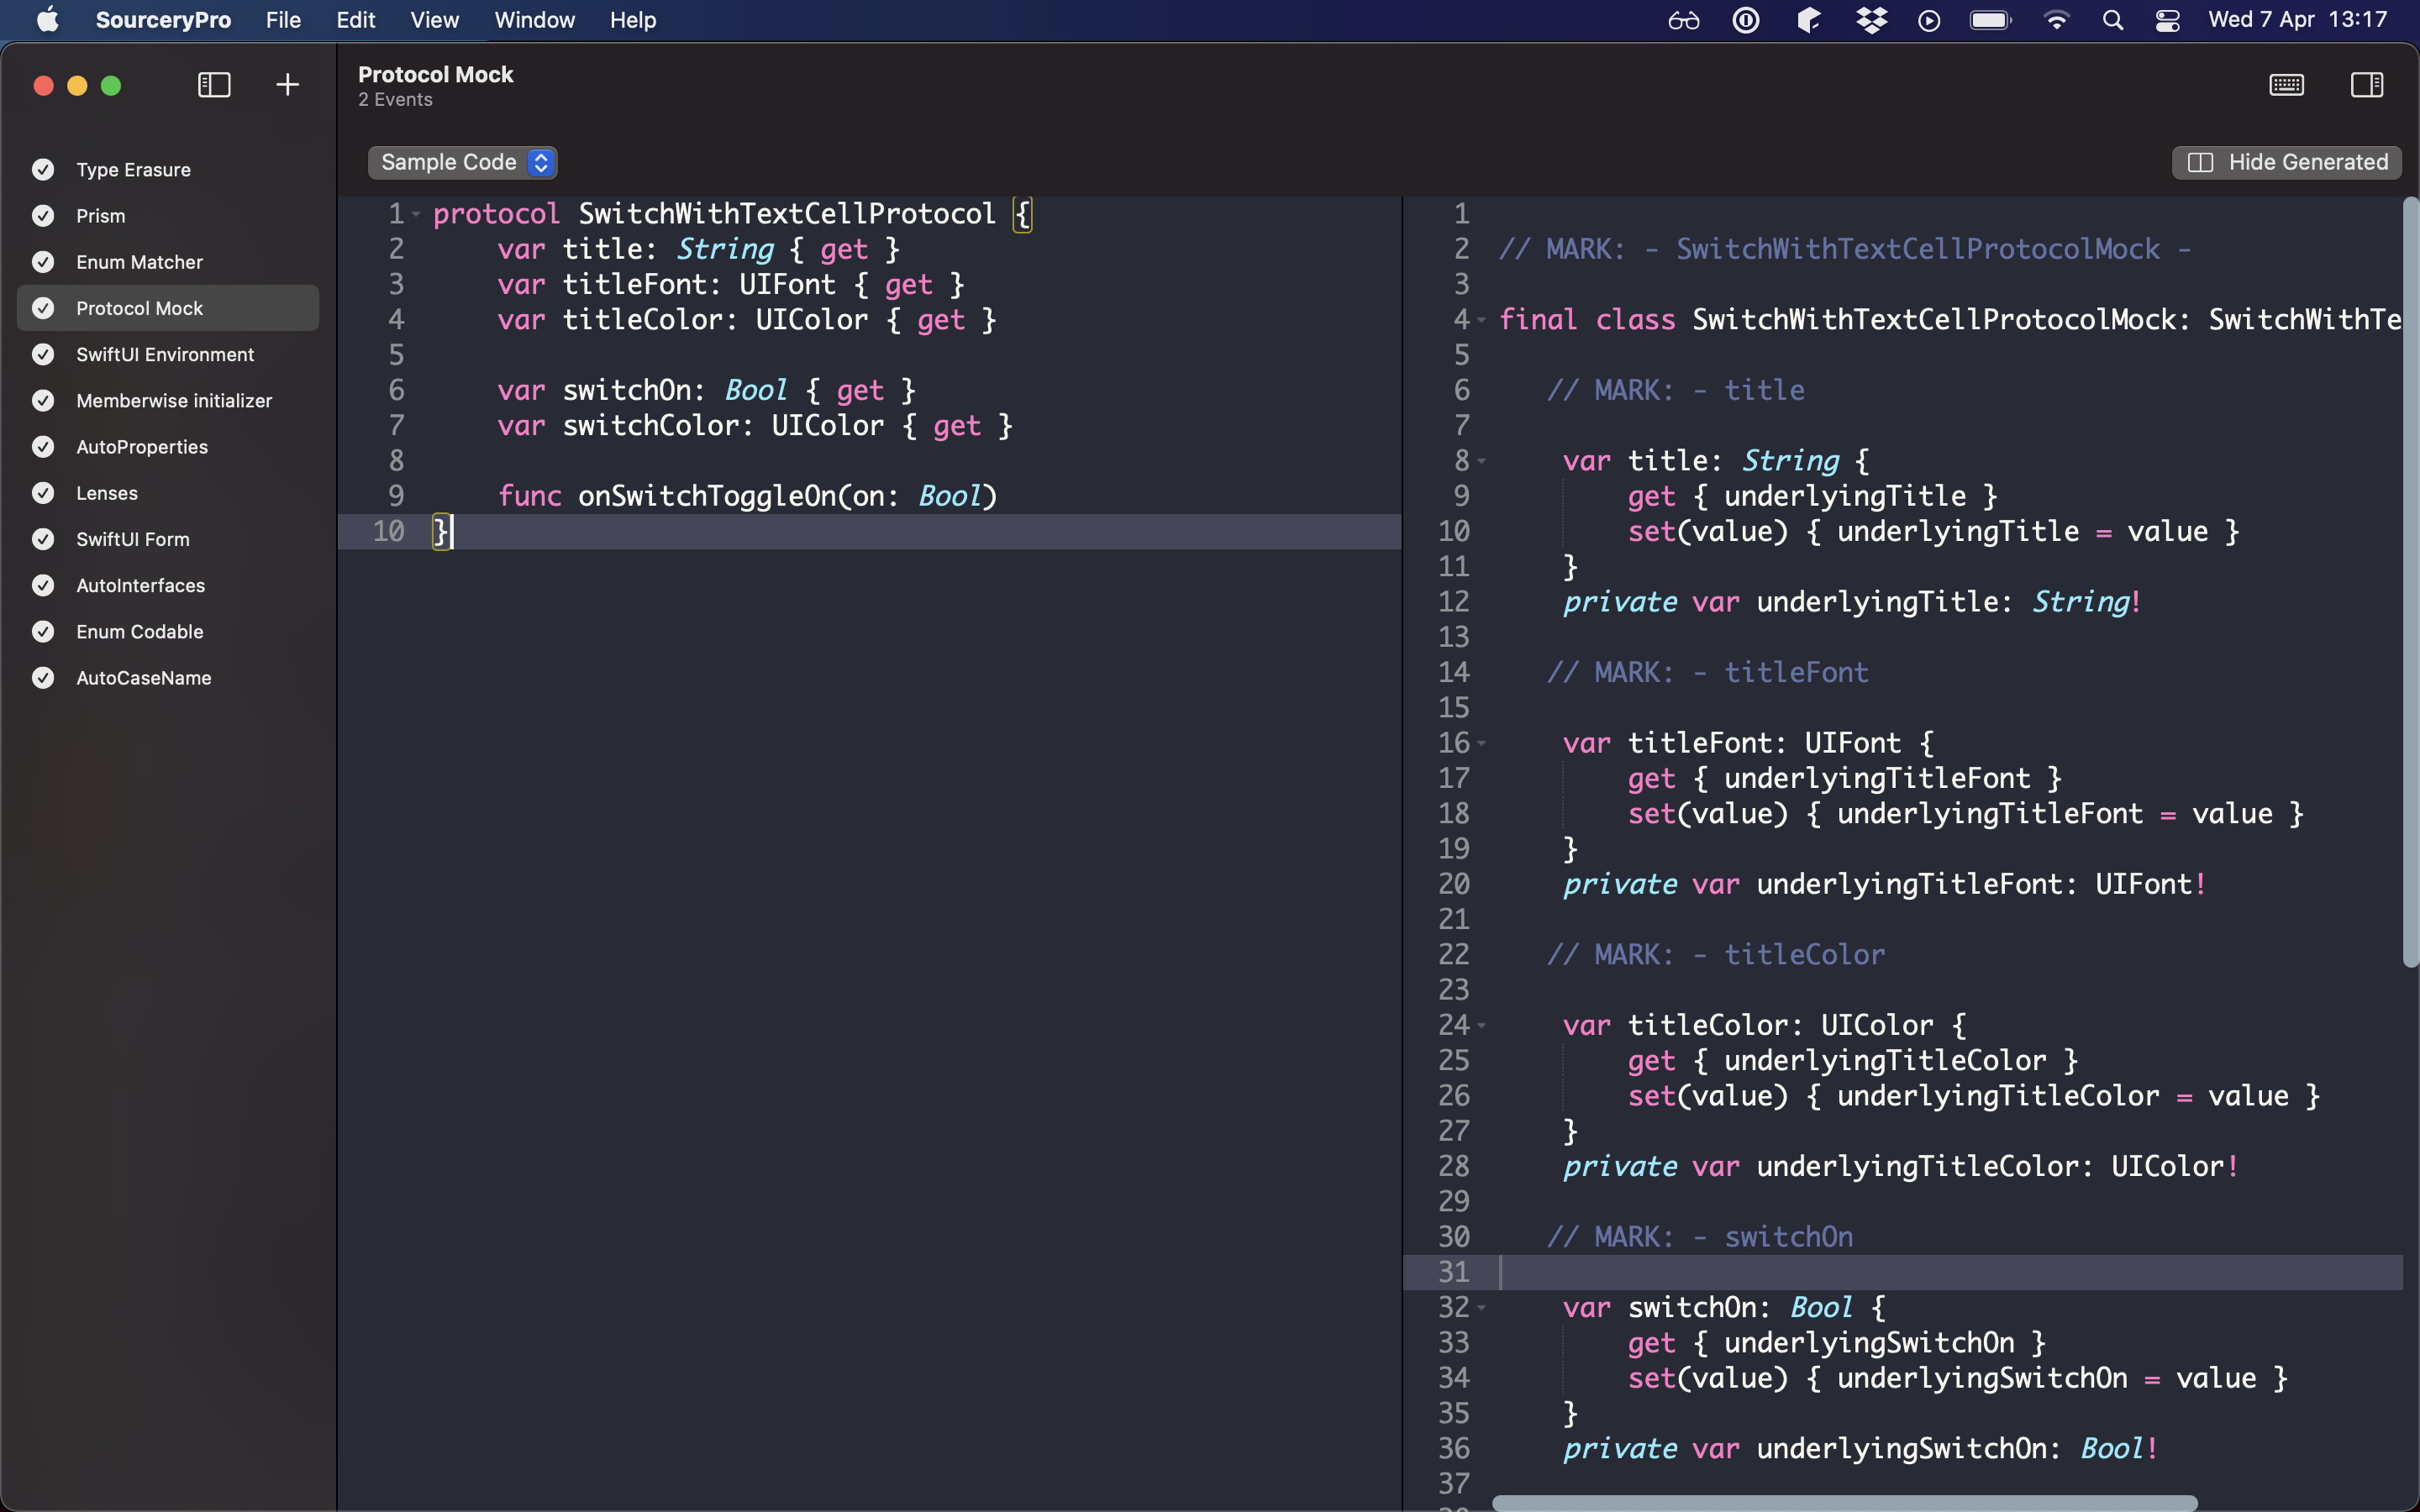 SourceryPro File Edit View Window Help Wed 7 Apr 13:17
Protocol Mock
2 Events
Type Erasure
Prism
Enum Matcher
Protocol Mock
SwiftUI Environment
Memberwise initializer
AutoProperties
Lenses
SwiftUI Form
AutoInterfaces
Enum Codable
AutoCaseName
Sample Code
Hide Generated
1 protocol SwitchWithTextCellProtocol {
2 var title: String { get }
3 var titleFont: UIFont { get }
4 var titleColor: UIColor { get }
5
6 var switchOn: Bool { get }
7 var switchColor: UIColor { get }
8
9 func onSwitchToggleOn(on: Bool)
10 }
1
2 // MARK: - SwitchWithTextCellProtocolMock -
3
4 final class SwitchWithTextCellProtocolMock: SwitchWithTe
5
6 // MARK: - title
7
8 var title: String {
9 get { underlyingTitle }
10 set(value) { underlyingTitle = value }
11 }
12 private var underlyingTitle: String!
13
14 // MARK: - titleFont
15
16 var titleFont: UIFont {
17 get { underlyingTitleFont }
18 set(value) { underlyingTitleFont = value }
19 }
20 private var underlyingTitleFont: UIFont!
21
22 // MARK: - titleColor
23
24 var titleColor: UIColor {
25 get { underlyingTitleColor }
26 set(value) { underlyingTitleColor = value }
27 }
28 private var underlyingTitleColor: UIColor!
29
30 // MARK: - switchOn
31
32 var switchOn: Bool {
33 get { underlyingSwitchOn }
34 set(value) { underlyingSwitchOn = value }
35 }
36 private var underlyingSwitchOn: Bool!
37